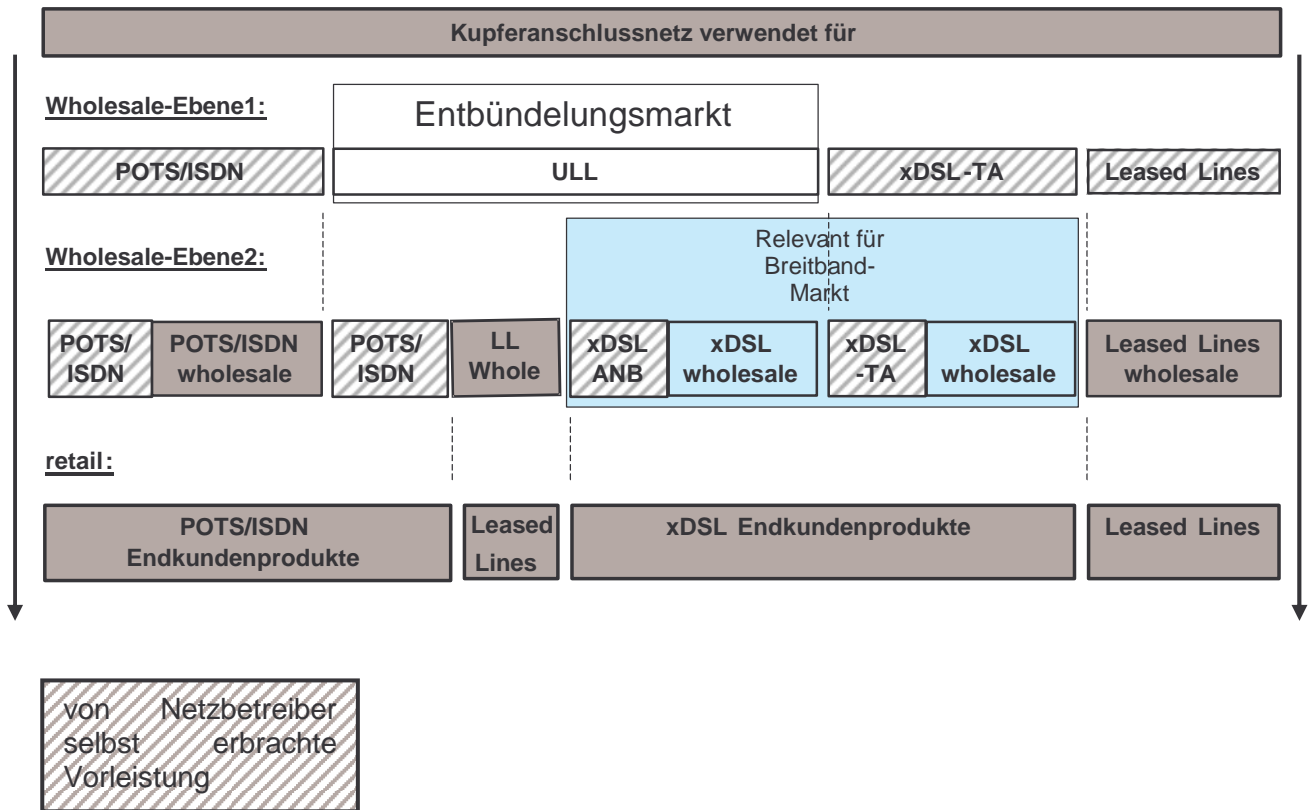 Kupferanschlussnetz verwendet für
Wholesale-Ebene1:
Entbündelungsmarkt
POTS/ISDN
ULL
xDSL-TA
Leased Lines
Wholesale-Ebene2:
Relevant für
Breitband-
Markt
POTS/
ISDN
POTS/ISDN
wholesale
POTS/
ISDN
LL
Whole
xDSL
ANB
xDSL
wholesale
xDSL
-TA
xDSL
wholesale
Leased Lines
wholesale
retail:
POTS/ISDN
Endkundenprodukte
Leased
Lines
xDSL Endkundenprodukte
Leased Lines
von Netzbetreiber
selbst erbrachte
Vorleistung